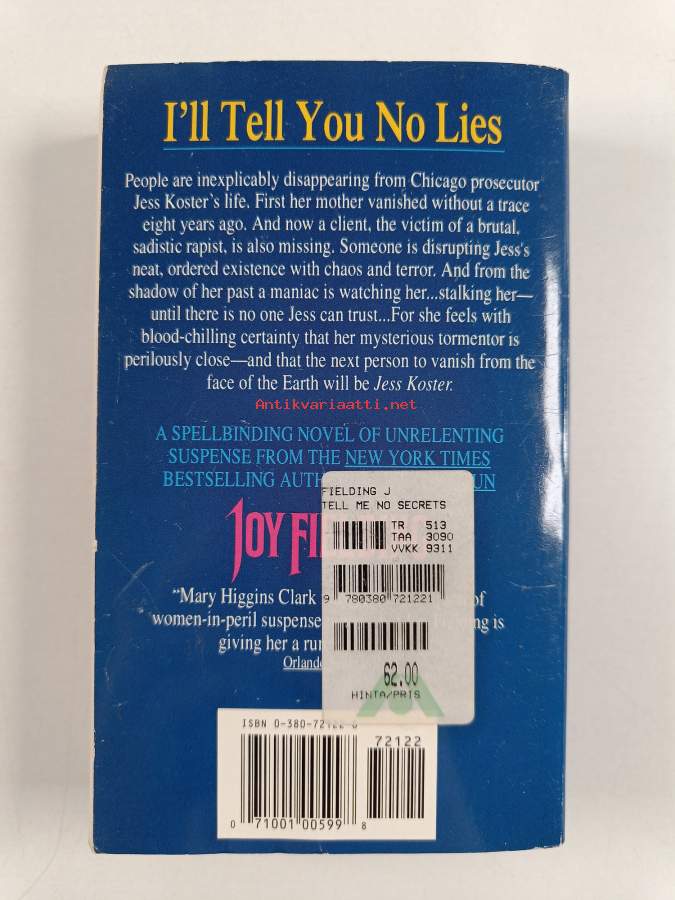 I'll Tell You No Lies
People are inexplicably disappearing from Chicago prosecutor
Jess Koster's life. First her mother vanished without a trace
eight years ago. And now a client, the victim of a brutal,
sadistic rapist, is also missing. Someone is disrupting Jess's
neat, ordered existence with chaos and terror. And from the
shadow of her past a maniac is watching her...stalking her—
until there is no one Jess can trust...For she feels with
blood-chilling certainty that her mysterious tormentor is
perilously close—and that the next person to vanish from the
face of the Earth will be Jess Koster.
Antikvariaatti.net
A SPELLBINDING NOVEL OF UNRELENTING
SUSPENSE FROM THE NEW YORK TIMES
BESTSELLING AUTH UN
FIELDING J
TELL ME NO SECRETS
JOY FI
TR 513
TAA 3090
VVKK 9311
9 780380 721221
"Mary Higgins Clark of
women-in-peril suspense ng is
giving her a run
Orlando
62.00
HINTA/PRIS
ISBN 0-380-72122-
72122
0 71001 00599 8